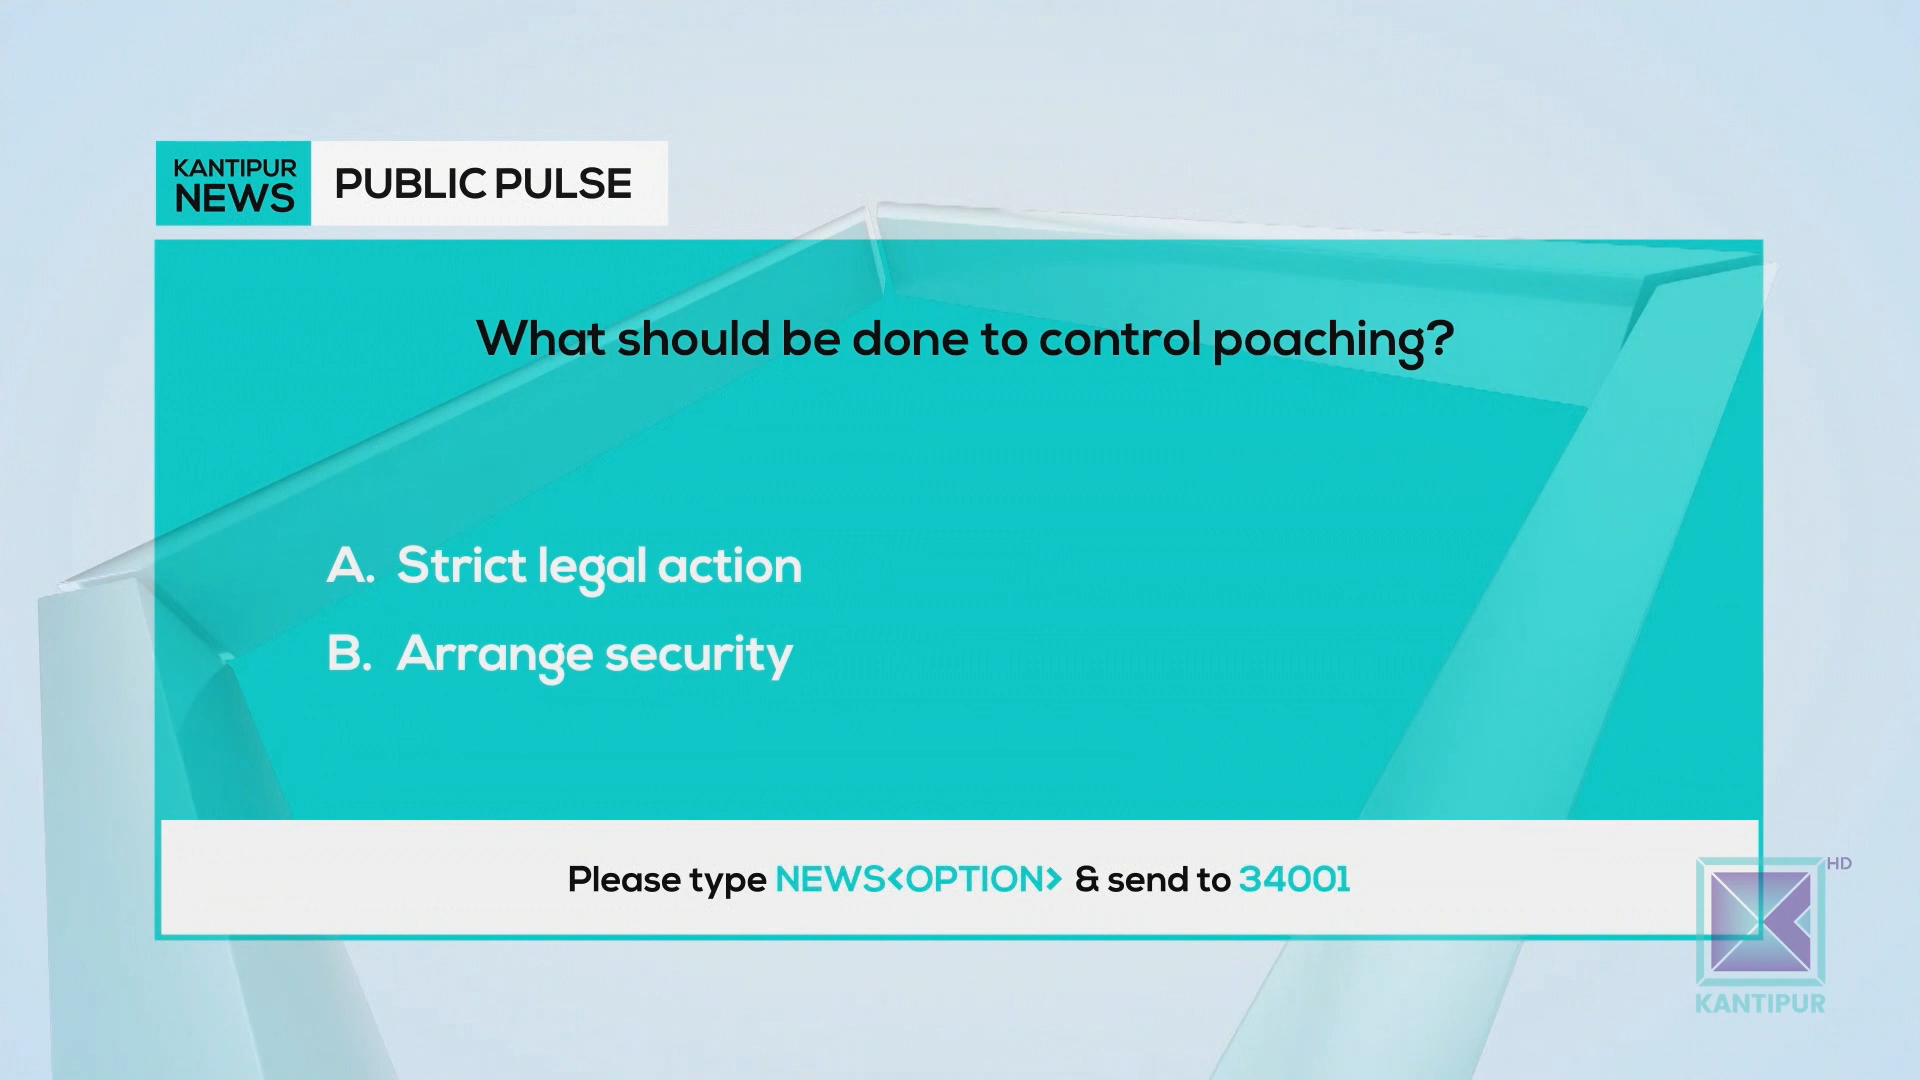 KANTIPUR
NEWS
PUBLIC PULSE
What should be done to control poaching?
A. Strict legal action
B. Arrange security
Please type NEWS<OPTION> & send to 34001
HD
KANTIPUR